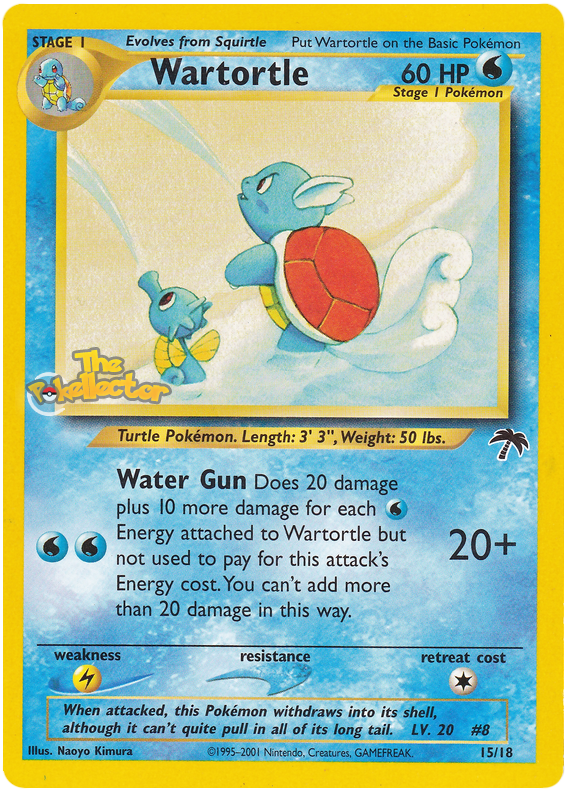 STAGE 1 Evolves from Squirtle Put Wartortle on the Basic Pokémon
Wartortle 60 HP
Stage 1 Pokémon
The
Pokellector
Turtle Pokémon. Length: 3' 3", Weight: 50 lbs.
Water Gun Does 20 damage
plus 10 more damage for each
Energy attached to Wartortle but
not used to pay for this attack's
Energy cost. You can't add more
than 20 damage in this way.
20+
weakness resistance retreat cost
When attacked, this Pokémon withdraws into its shell,
although it can't quite pull in all of its long tail. LV. 20 #8
Illus. Naoyo Kimura ©1995-2001 Nintendo, Creatures, GAMEFREAK. 15/18